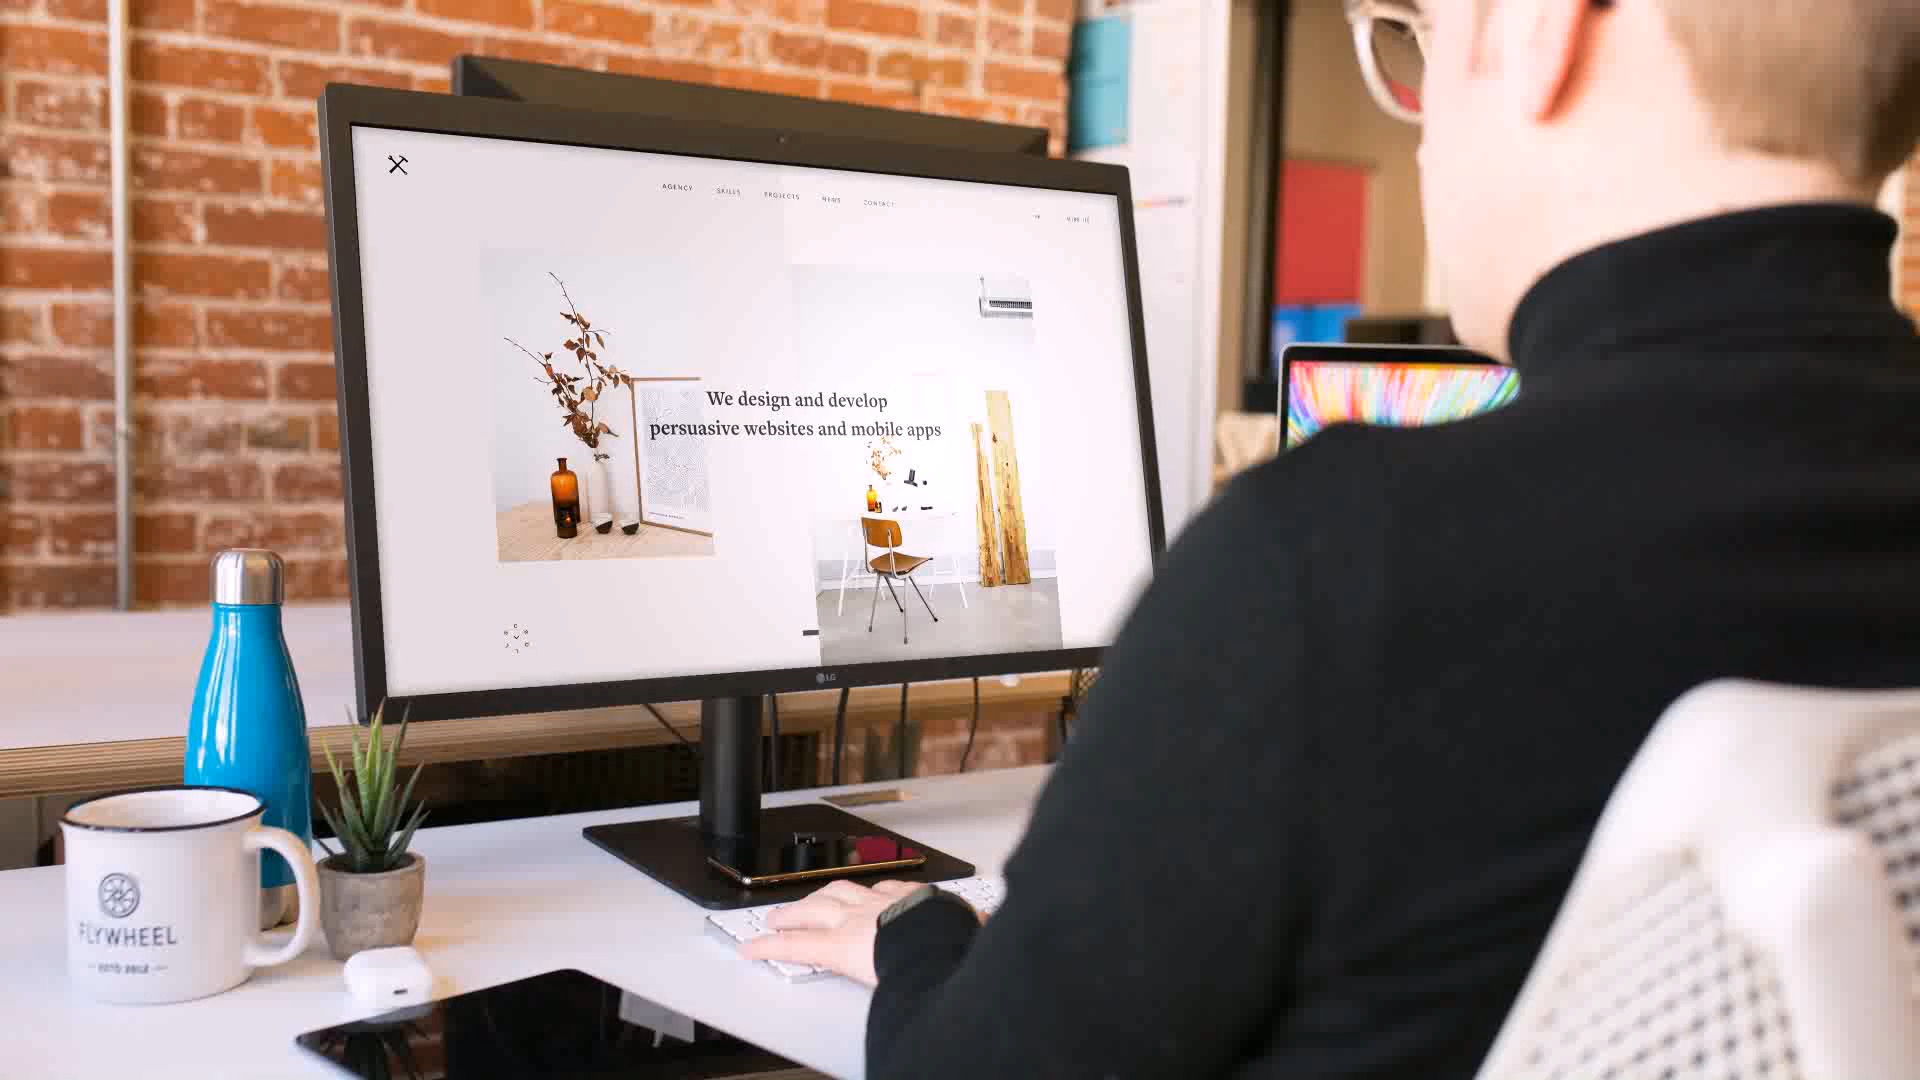 AGENCY SKILLS PROJECTS NEWS CONTACT
We design and develop
persuasive websites and mobile apps
LG
FLYWHEEL